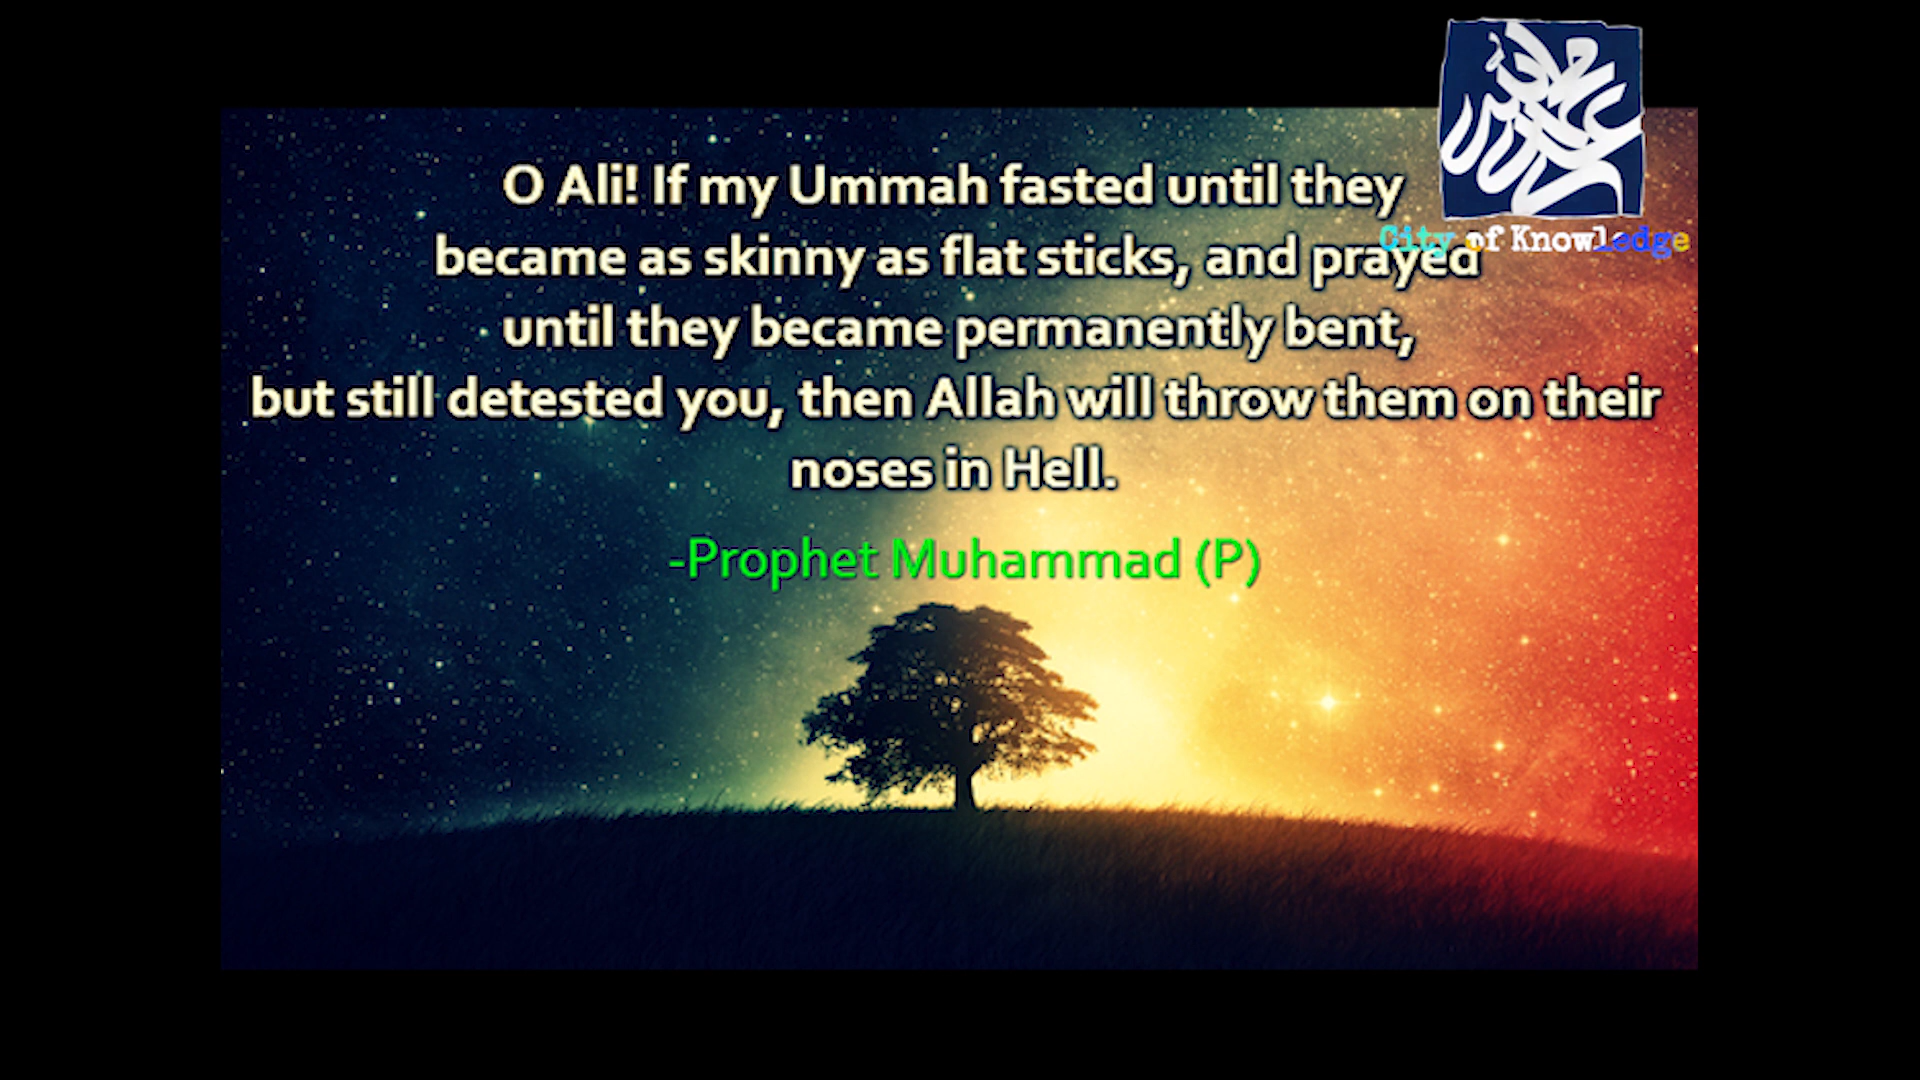 O Ali! If my Ummah fasted until they
became as skinny as flat sticks, and prayed
until they became permanently bent,
but still detested you, then Allah will throw them on their
noses in Hell.
-Prophet Muhammad (P)
City of Knowledge